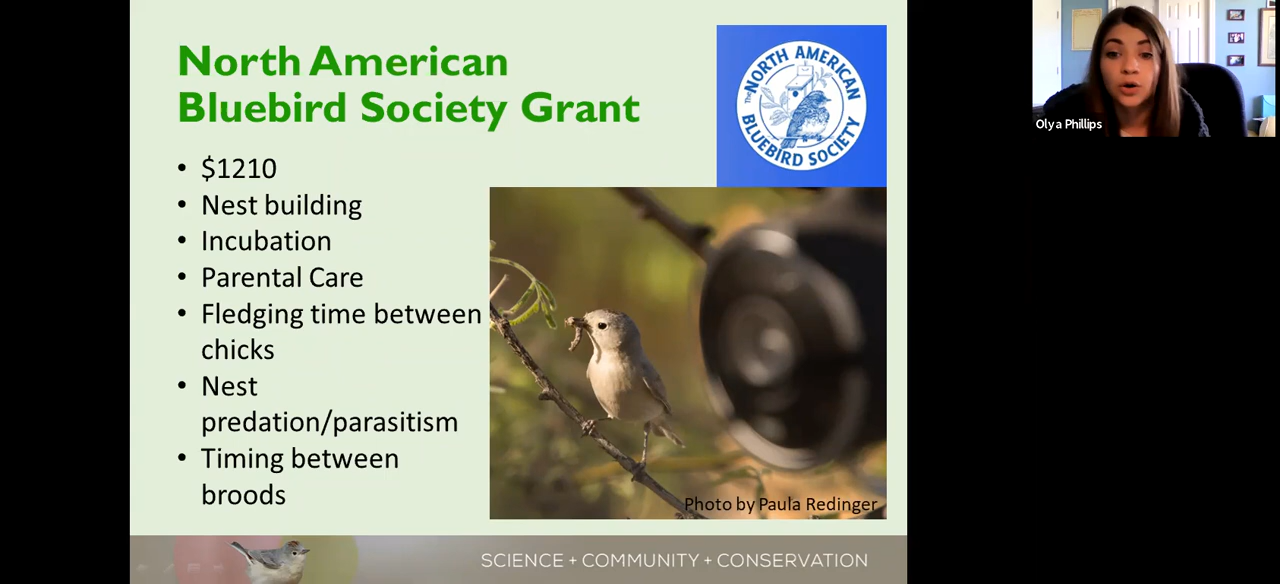 North American
Bluebird Society Grant
• $1210
• Nest building
• Incubation
• Parental Care
• Fledging time between
chicks
• Nest
predation/parasitism
• Timing between
broods
THE NORTH AMERICAN
BLUEBIRD SOCIETY
Photo by Paula Redinger
SCIENCE + COMMUNITY + CONSERVATION
Olya Phillips